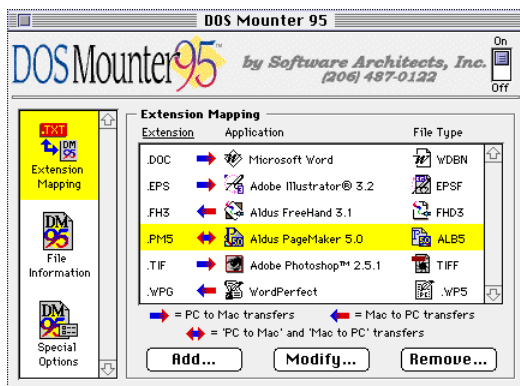 DOS Mounter 95
DOS Mounter 95™ by Software Architects, Inc.
(206) 487-0122
On
Off
.TXT
DM
95
Extension
Mapping
DM
95
File
Information
DM
95
Special
Options
Extension Mapping
Extension Application File Type
.DOC Microsoft Word WDBN
.EPS Adobe Illustrator® 3.2 EPSF
.FH3 Aldus FreeHand 3.1 FHD3
.PM5 Aldus PageMaker 5.0 ALB5
.TIF Adobe Photoshop™ 2.5.1 TIFF
.WPG WordPerfect .WP5
= PC to Mac transfers = Mac to PC transfers
= 'PC to Mac' and 'Mac to PC' transfers
Add... Modify... Remove...